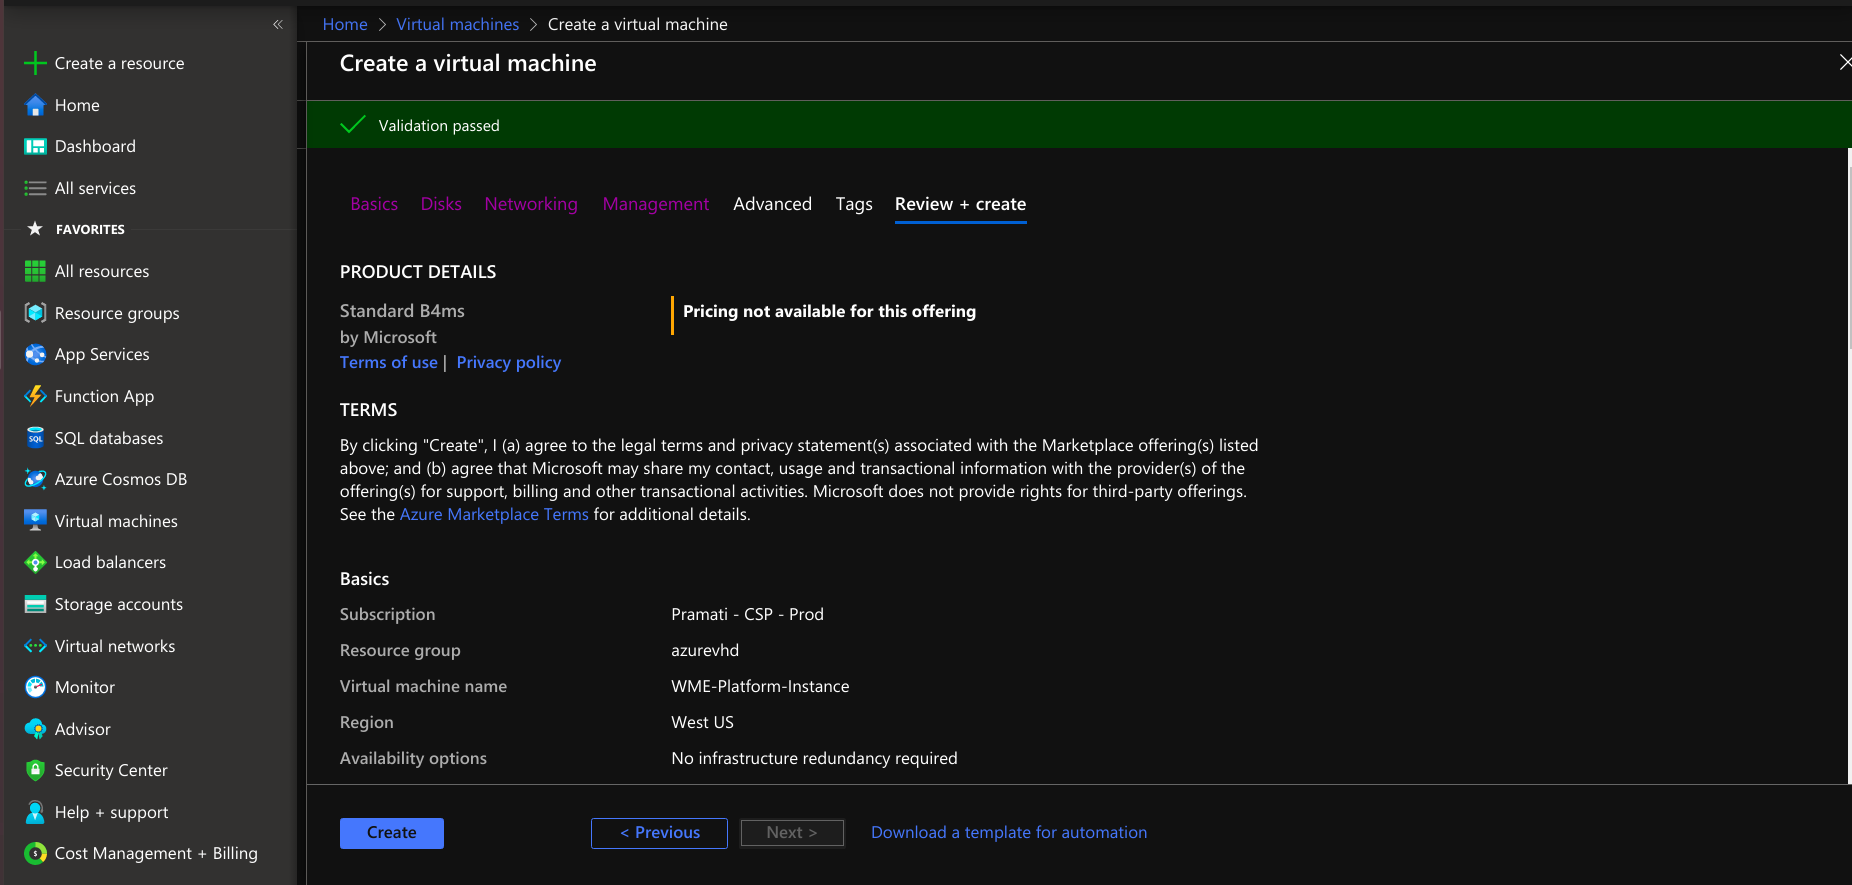 «
Create a resource
Home
Dashboard
All services
FAVORITES
All resources
Resource groups
App Services
Function App
SQL databases
Azure Cosmos DB
Virtual machines
Load balancers
Storage accounts
Virtual networks
Monitor
Advisor
Security Center
Help + support
Cost Management + Billing
Home > Virtual machines > Create a virtual machine
Create a virtual machine
Validation passed
Basics Disks Networking Management Advanced Tags Review + create
PRODUCT DETAILS
Standard B4ms
by Microsoft
Terms of use | Privacy policy
Pricing not available for this offering
TERMS
By clicking "Create", I (a) agree to the legal terms and privacy statement(s) associated with the Marketplace offering(s) listed
above; and (b) agree that Microsoft may share my contact, usage and transactional information with the provider(s) of the
offering(s) for support, billing and other transactional activities. Microsoft does not provide rights for third-party offerings.
See the Azure Marketplace Terms for additional details.
Basics
Subscription Pramati - CSP - Prod
Resource group azurevhd
Virtual machine name WME-Platform-Instance
Region West US
Availability options No infrastructure redundancy required
Create < Previous Next > Download a template for automation